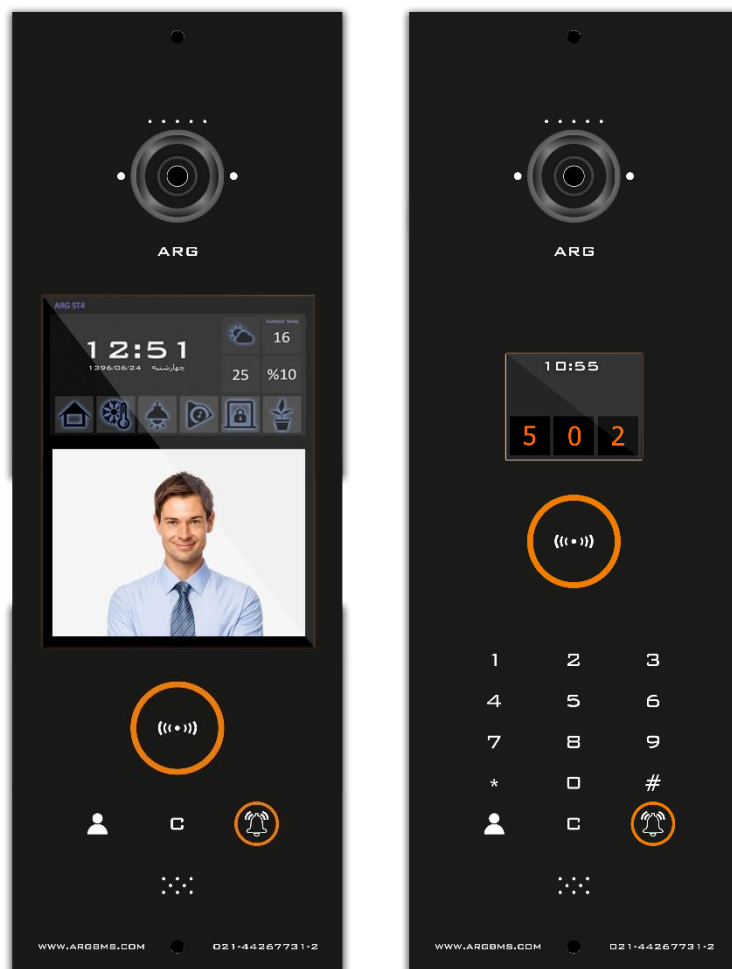 ARG
ARG ST4
12:51
1396/06/24 چهارشنبه
Outdoor Temp
16
25 %10
C
WWW.ARGBMS.COM 021-44267731-2
ARG
10:55
5 0 2
1 2 3
4 5 6
7 8 9
* 0 #
C
WWW.ARGBMS.COM 021-44267731-2